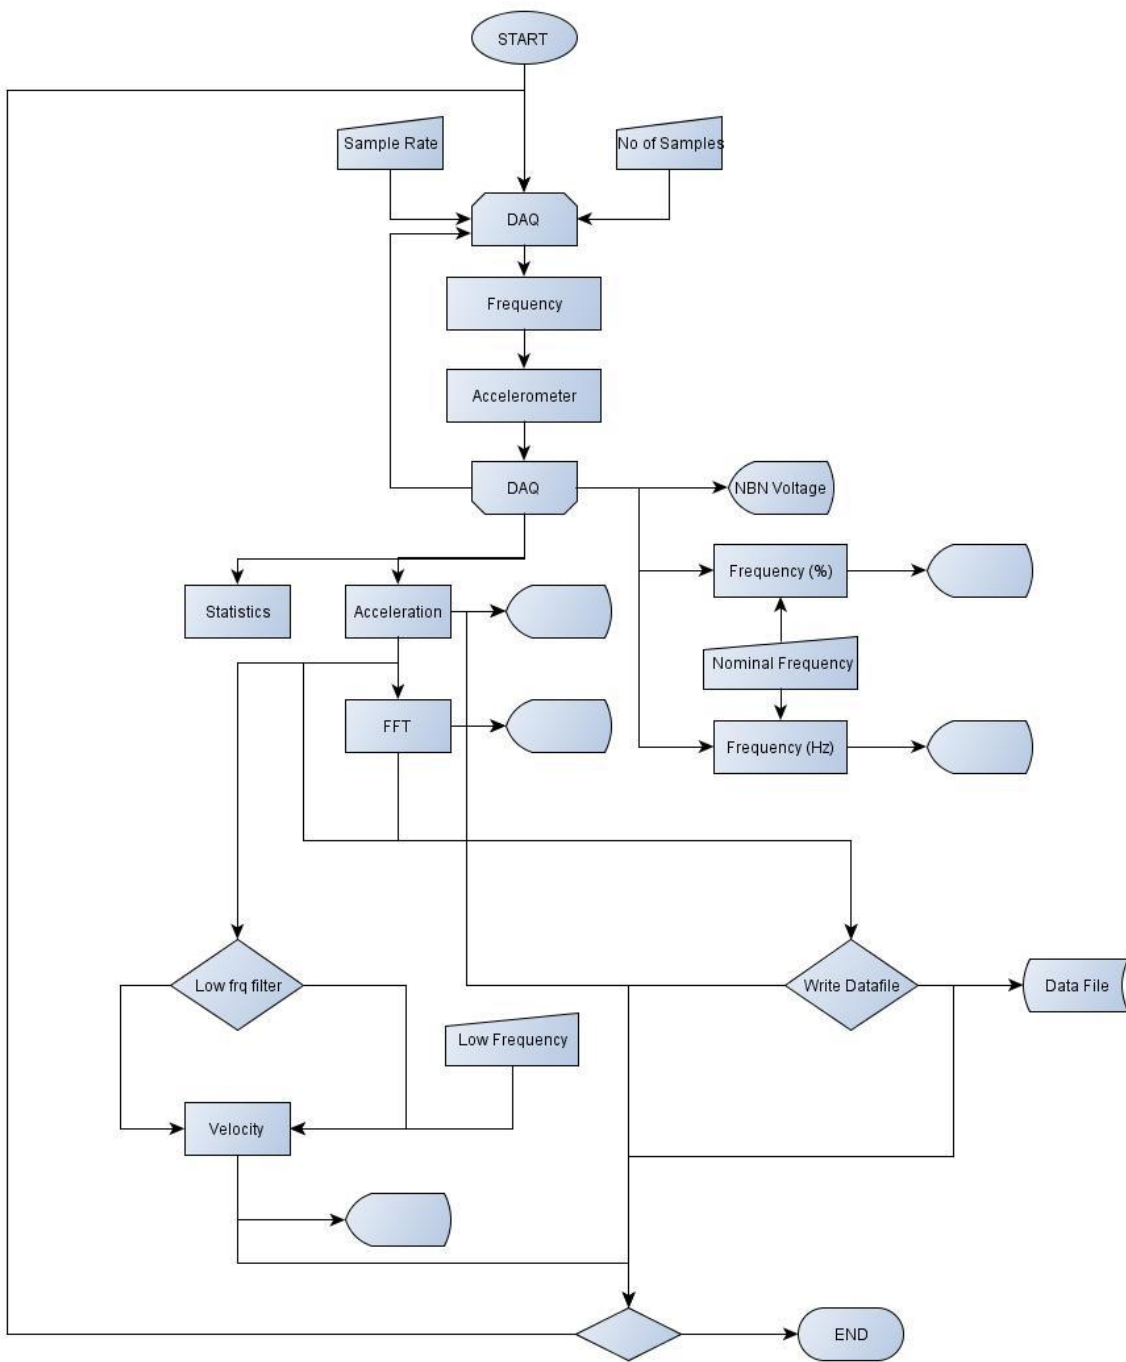 START
Sample Rate
No of Samples
DAQ
Frequency
Accelerometer
DAQ
NBN Voltage
Frequency (%)
Statistics
Acceleration
Nominal Frequency
FFT
Frequency (Hz)
Low frq filter
Write Datafile
Data File
Low Frequency
Velocity
END